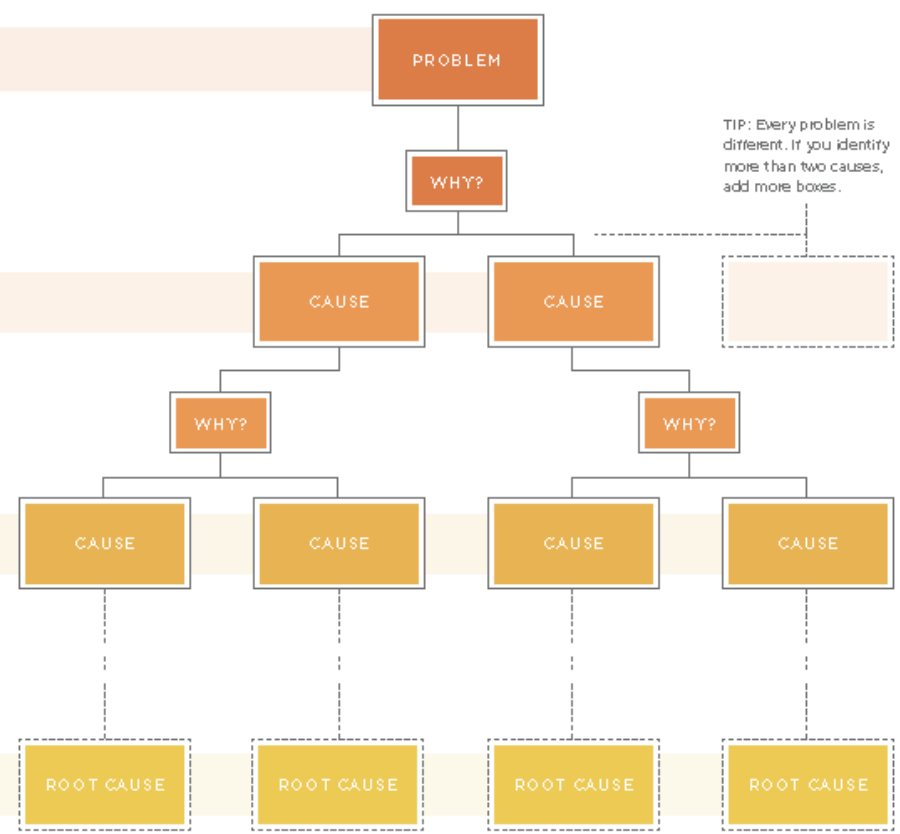 PROBLEM
TIP: Every problem is
different. If you identify
more than two causes,
add more boxes.
WHY?
CAUSE
CAUSE
WHY?
WHY?
CAUSE
CAUSE
CAUSE
CAUSE
ROOT CAUSE
ROOT CAUSE
ROOT CAUSE
ROOT CAUSE